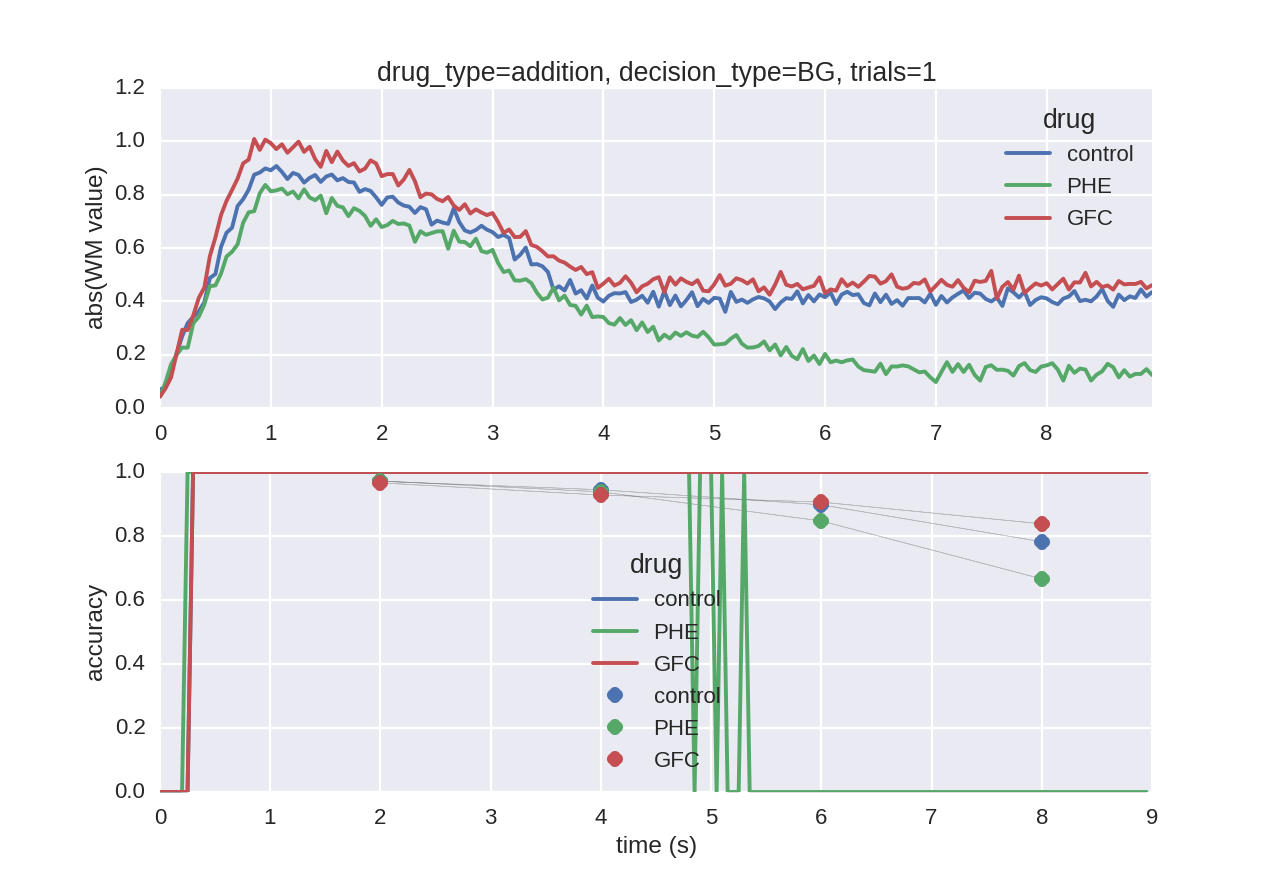 drug_type=addition, decision_type=BG, trials=1
1.2
1.0
0.8
0.6
0.4
0.2
0.0
abs(WM value)
drug
control
PHE
GFC
0 1 2 3 4 5 6 7 8
1.0
0.8
0.6
0.4
0.2
0.0
accuracy
drug
control
PHE
GFC
control
PHE
GFC
0 1 2 3 4 5 6 7 8 9
time (s)